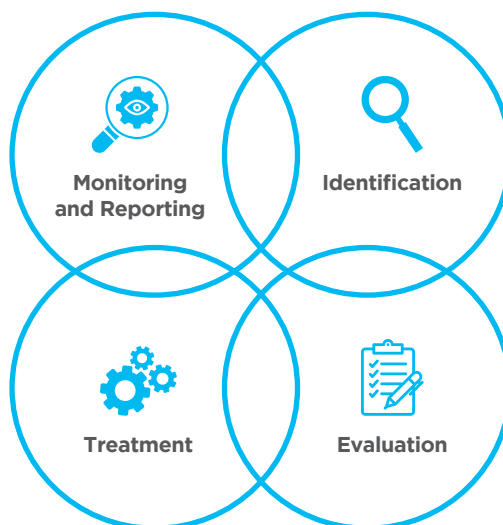 Monitoring
and Reporting
Identification
Treatment
Evaluation